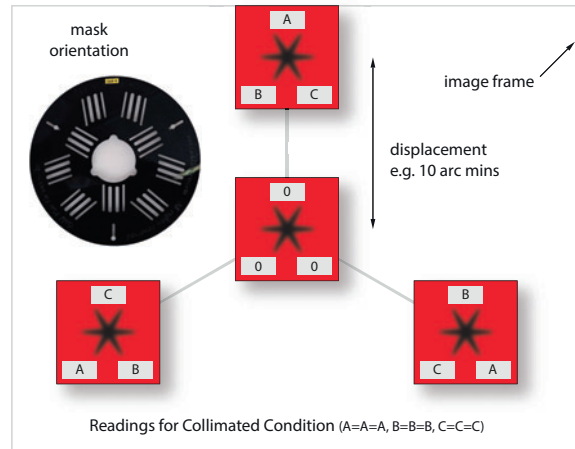 mask
orientation
A
B C
image frame
displacement
e.g. 10 arc mins
0
0 0
C
A B
B
C A
Readings for Collimated Condition (A=A=A, B=B=B, C=C=C)